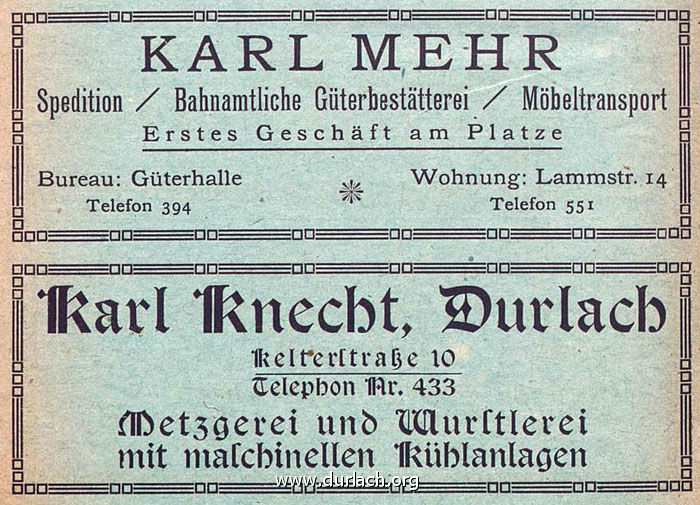 KARL MEHR
Spedition / Bahnamtliche Güterbestätterei / Möbeltransport
Erstes Geschäft am Platze
Bureau: Güterhalle
Telefon 394
Wohnung: Lammstr. 14
Telefon 551
Karl Knecht, Durlach
Kelterſtraße 10
Telephon Nr. 433
Metzgerei und Wurſtlerei
mit maſchinellen Kühlanlagen
www.durlach.org